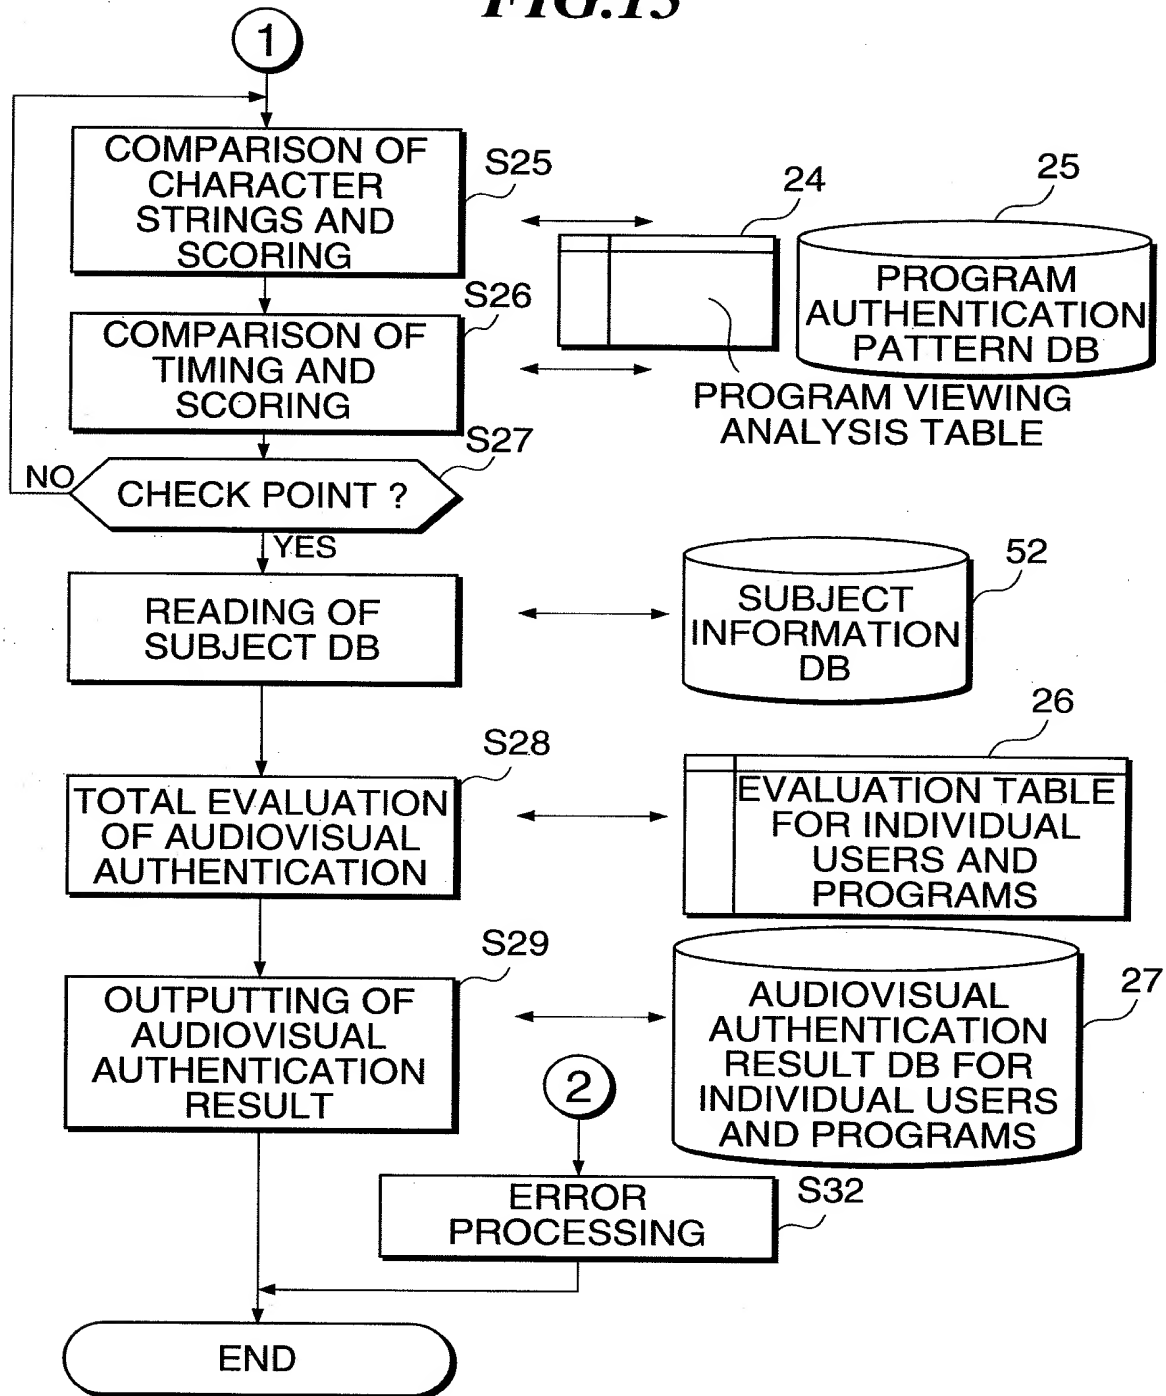 FIG.13
1
COMPARISON OF
CHARACTER
STRINGS AND
SCORING
S25
24
25
PROGRAM
AUTHENTICATION
PATTERN DB
S26
COMPARISON OF
TIMING AND
SCORING
PROGRAM VIEWING
ANALYSIS TABLE
S27
NO
CHECK POINT ?
YES
READING OF
SUBJECT DB
52
SUBJECT
INFORMATION
DB
S28
TOTAL EVALUATION
OF AUDIOVISUAL
AUTHENTICATION
26
EVALUATION TABLE
FOR INDIVIDUAL
USERS AND
PROGRAMS
S29
OUTPUTTING OF
AUDIOVISUAL
AUTHENTICATION
RESULT
27
AUDIOVISUAL
AUTHENTICATION
RESULT DB FOR
INDIVIDUAL USERS
AND PROGRAMS
2
ERROR
PROCESSING
S32
END